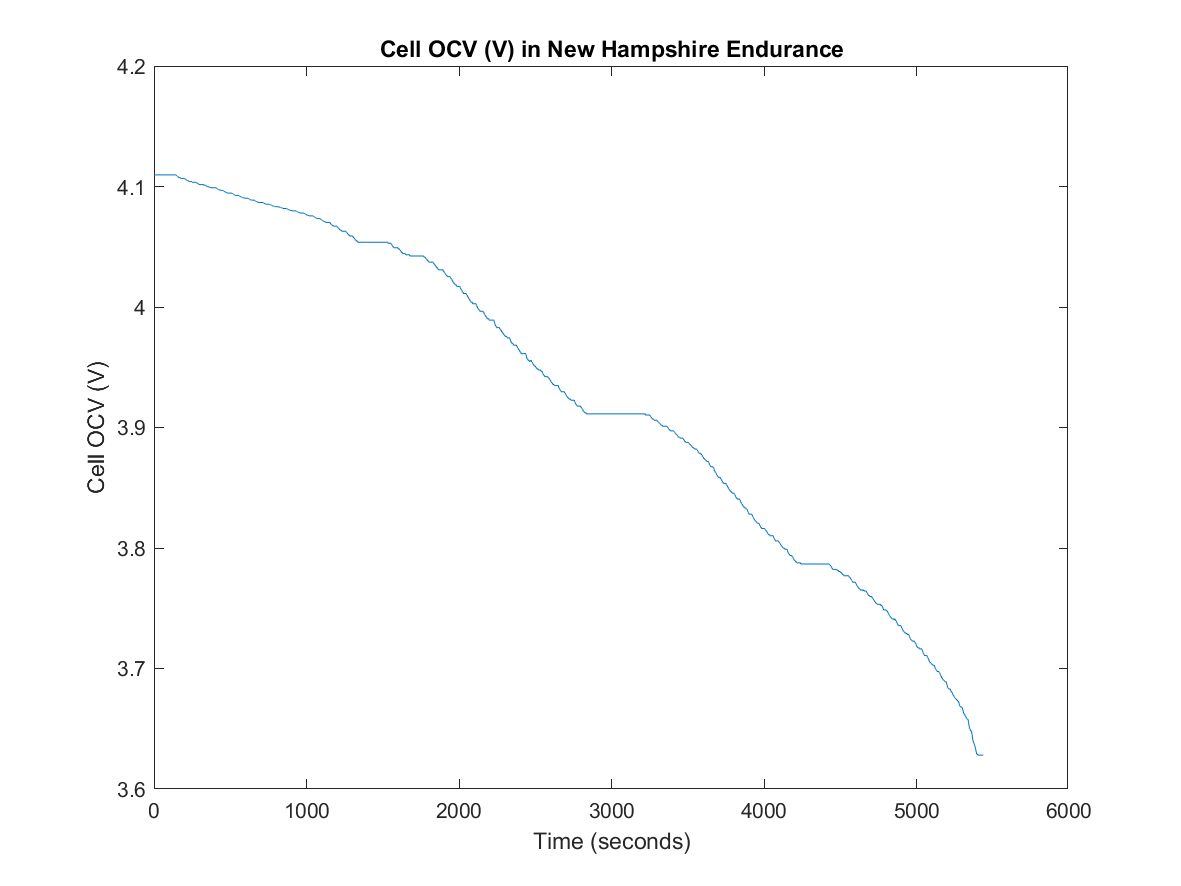 Cell OCV (V) in New Hampshire Endurance
4.2
4.1
4
3.9
3.8
3.7
3.6
Cell OCV (V)
0 1000 2000 3000 4000 5000 6000
Time (seconds)